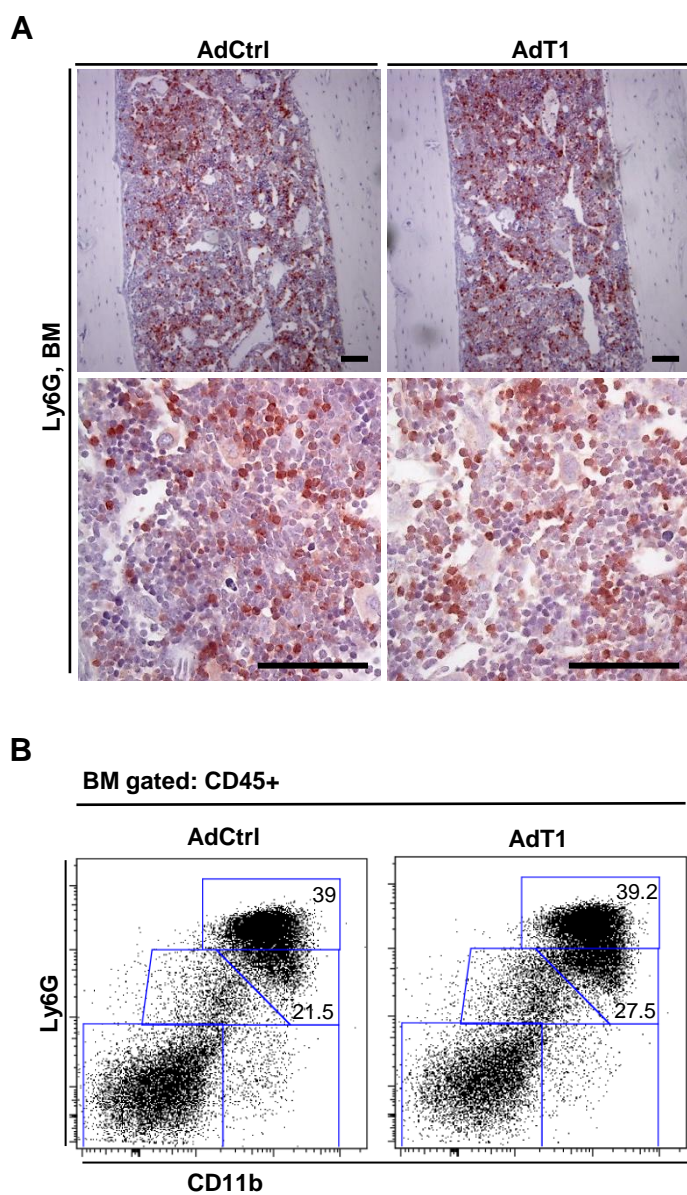 A
AdCtrl AdT1
Ly6G, BM
B
BM gated: CD45+
AdCtrl AdT1
Ly6G
39 39.2
21.5 27.5
CD11b